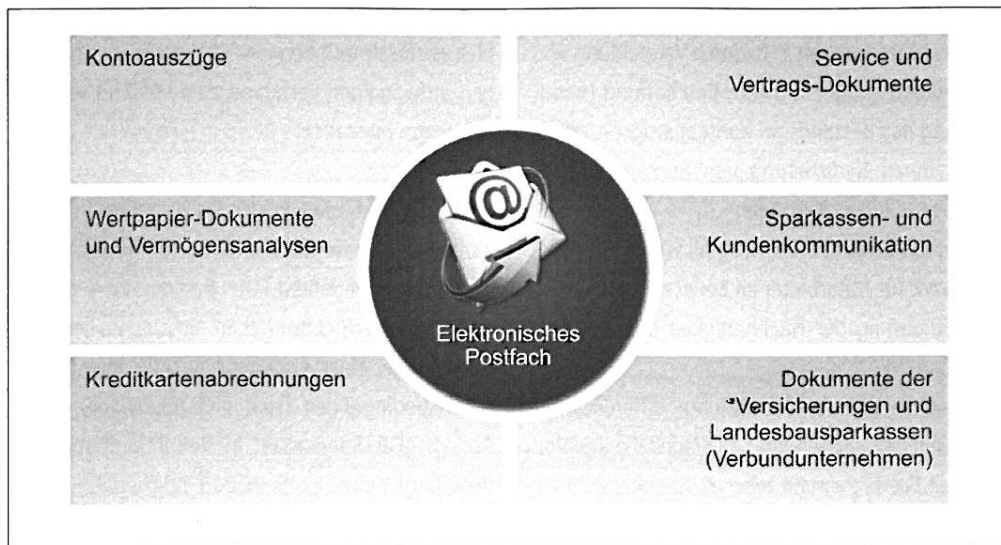 Kontoauszüge
Service und
Vertrags-Dokumente
Wertpapier-Dokumente
und Vermögensanalysen
@
Elektronisches
Postfach
Sparkassen- und
Kundenkommunikation
Kreditkartenabrechnungen
Dokumente der
Versicherungen und
Landesbausparkassen
(Verbundunternehmen)